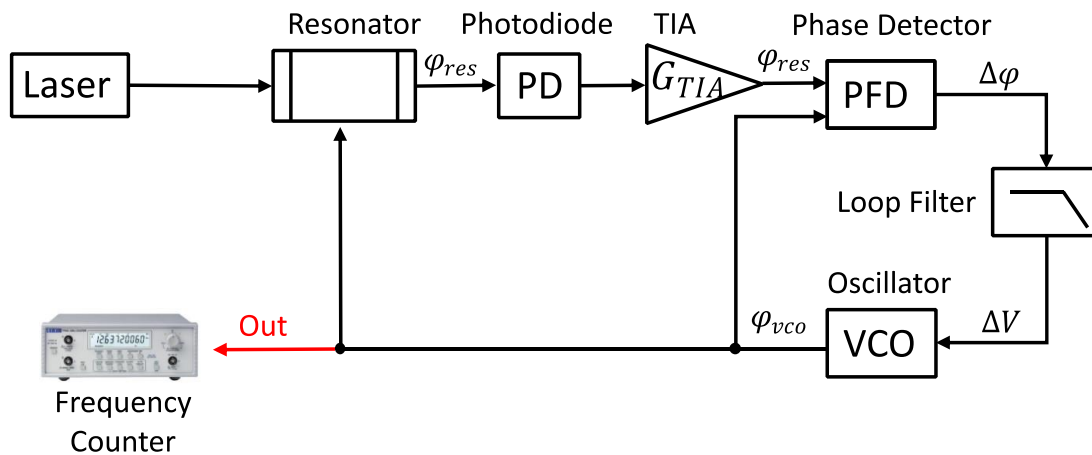 Resonator
Photodiode
TIA
Phase Detector
Laser
φres
PD
GTIA
φres
PFD
Δφ
Loop Filter
Oscillator
φvco
VCO
ΔV
Out
Frequency
Counter